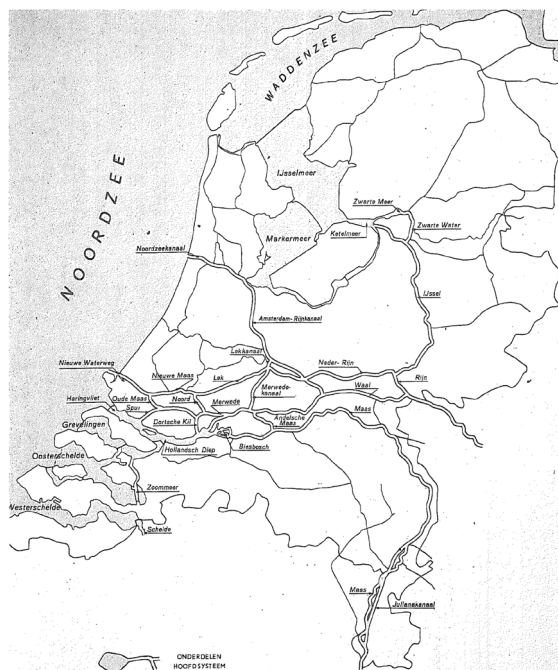 WADDENZEE
NOORDZEE
IJsselmeer
Zwarte Meer
Markermeer
Ketelmeer
Zwarte Water
Noordzeekanaal
IJssel
Amsterdam-Rijnkanaal
Lekkanaal
Nieuwe Waterweg
Neder-Rijn
Rijn
Nieuwe Maas
Lek
Merwede-
kanaal
Waal
Haringvliet
Oude Maas
Noord
Merwede
Maas
Spui
Andelsche
Maas
Grevelingen
Dortsche Kil
Hollandsch Diep
Biesbosch
Oosterschelde
Zoommeer
Westerschelde
Schelde
Maas
Julianakanaal
ONDERDELEN
HOOFDSYSTEEM